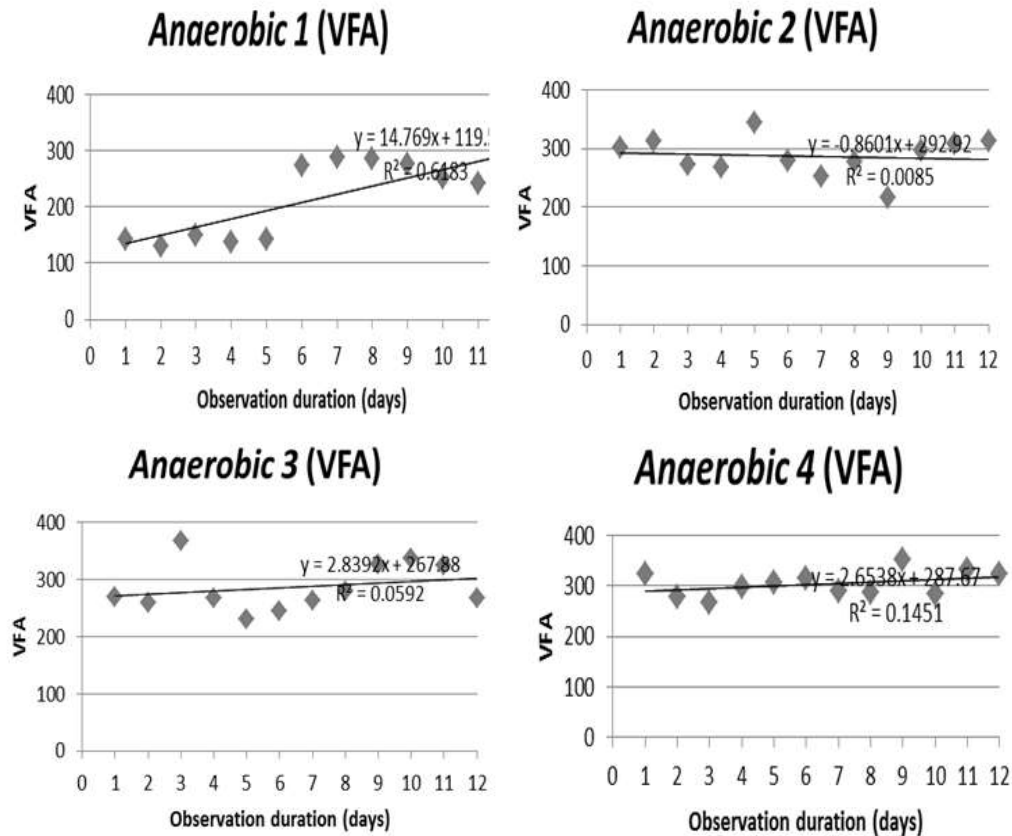 Anaerobic 1 (VFA)
400
300
200
100
0
VFA
y = 14.769x + 119.
R² = 0.6183
0 1 2 3 4 5 6 7 8 9 10 11
Observation duration (days)
Anaerobic 2 (VFA)
400
300
200
100
0
VFA
y = -0.8601x + 292.92
R² = 0.0085
0 1 2 3 4 5 6 7 8 9 10 11 12
Observation duration (days)
Anaerobic 3 (VFA)
400
300
200
100
0
VFA
y = 2.8392x + 267.88
R² = 0.0592
0 1 2 3 4 5 6 7 8 9 10 11 12
Observation duration (days)
Anaerobic 4 (VFA)
400
300
200
100
0
VFA
y = 2.6538x + 287.67
R² = 0.1451
0 1 2 3 4 5 6 7 8 9 10 11 12
Observation duration (days)